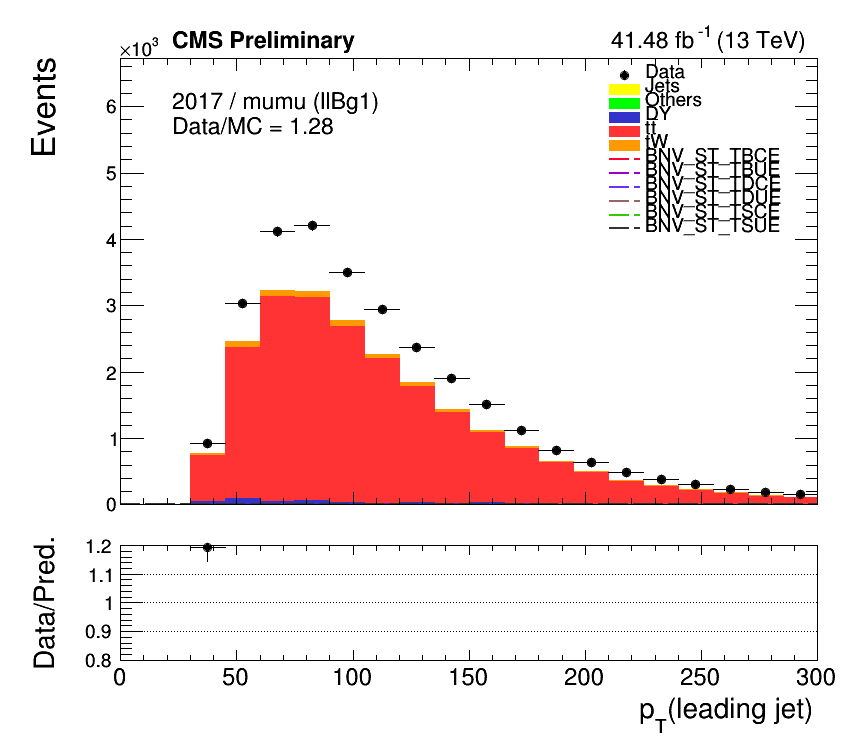 ×10³ CMS Preliminary 41.48 fb⁻¹ (13 TeV)
Events
2017 / mumu (llBg1)
Data/MC = 1.28
Data
Jets
Others
DY
tt
tW
BNV_ST_TBCE
BNV_ST_TBUE
BNV_ST_TDCE
BNV_ST_TDUE
BNV_ST_TSCE
BNV_ST_TSUE
6
5
4
3
2
1
0
Data/Pred.
1.2
1.1
1
0.9
0.8
0 50 100 150 200 250 300
p_T(leading jet)